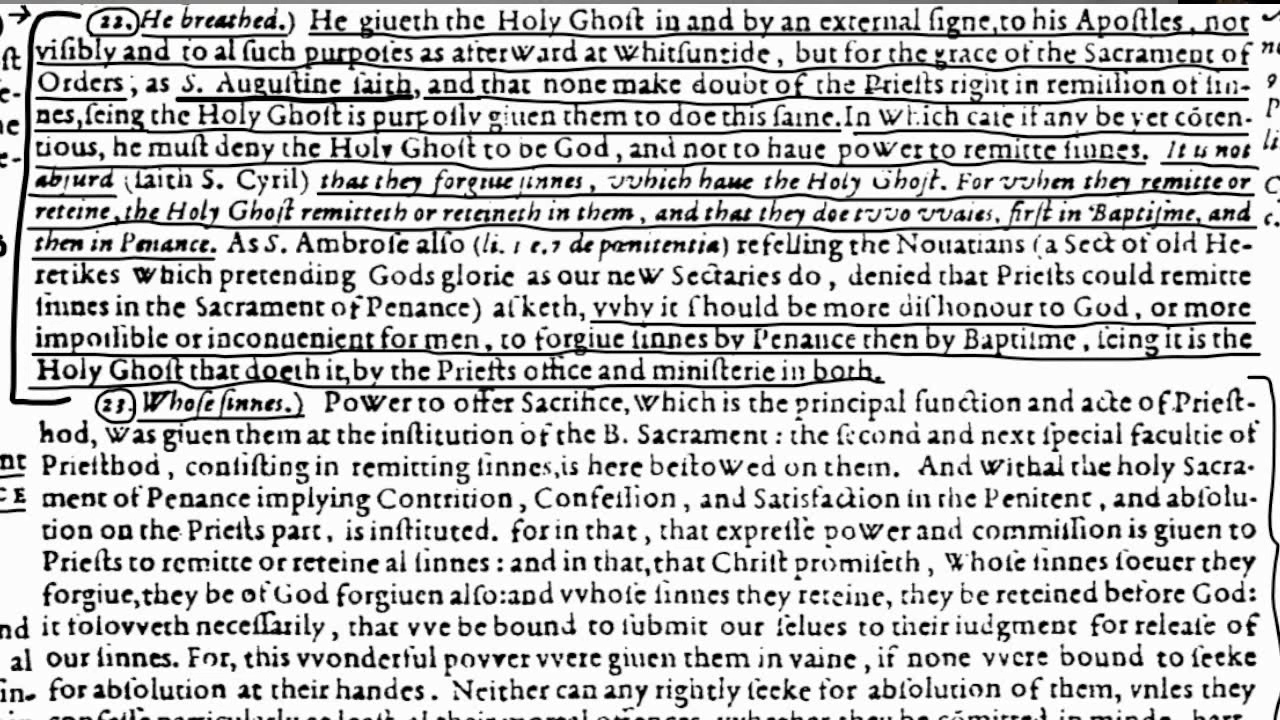 22. He breathed.) He giueth the Holy Ghoſt in and by an external ſigne, to his Apoſtles, not
viſibly and to al ſuch purpoſes as afterWard at Whitſuntide, but for the grace of the Sacrament of
Orders, as S. Auguſtine ſaith, and that none make doubt of the Prieſts right in remiſſion of ſin-
nes, ſeing the Holy Ghoſt is purpoſly giuen them to doe this ſame. In Which caſe if any be yet cōten-
tious, he muſt deny the Holy Ghoſt to be God, and not to haue poWer to remitte ſinnes. It is not
abſurd (ſaith S. Cyril) that they forgiue ſinnes, vvhich haue the Holy Ghoſt. For vvhen they remitte or
reteine, the Holy Ghoſt remitteth or reteineth in them, and that they doe tvvo vvaies, firſt in Baptiſme, and
then in Penance. As S. Ambroſe alſo (li. 1 c. 7 de pœnitentia) refelling the Nouatians (a Sect of old He-
retikes Which pretending Gods glorie as our neW Sectaries do, denied that Prieſts could remitte
ſinnes in the Sacrament of Penance) aſketh, vvhy it ſhould be more diſhonour to God, or more
impoſſible or inconuenient for men, to forgiue ſinnes by Penance then by Baptiſme, ſeing it is the
Holy Ghoſt that doeth it, by the Prieſts office and miniſterie in both.
23. Whoſe ſinnes.) PoWer to offer Sacrifice, Which is the principal function and acte of Prieſt-
hod, Was giuen them at the inſtitution of the B. Sacrament: the ſecond and next ſpecial facultie of
Prieſthod, conſiſting in remitting ſinnes, is here beſtoWed on them. And Withal the holy Sacra-
ment of Penance implying Contrition, Confeſſion, and Satisfaction in the Penitent, and abſolu-
tion on the Prieſts part, is inſtituted. for in that, that expreſſe poWer and commiſſion is giuen to
Prieſts to remitte or reteine al ſinnes: and in that, that Chriſt promiſeth, Whoſe ſinnes ſoeuer they
forgiue, they be of God forgiuen alſo: and vvhoſe ſinnes they reteine, they be reteined before God:
it folovveth neceſſarily, that vve be bound to ſubmit our ſelues to their iudgment for releaſe of
our ſinnes. For, this vvonderful povver vvere giuen them in vaine, if none vvere bound to ſeeke
for abſolution at their handes. Neither can any rightly ſeeke for abſolution of them, vnles they